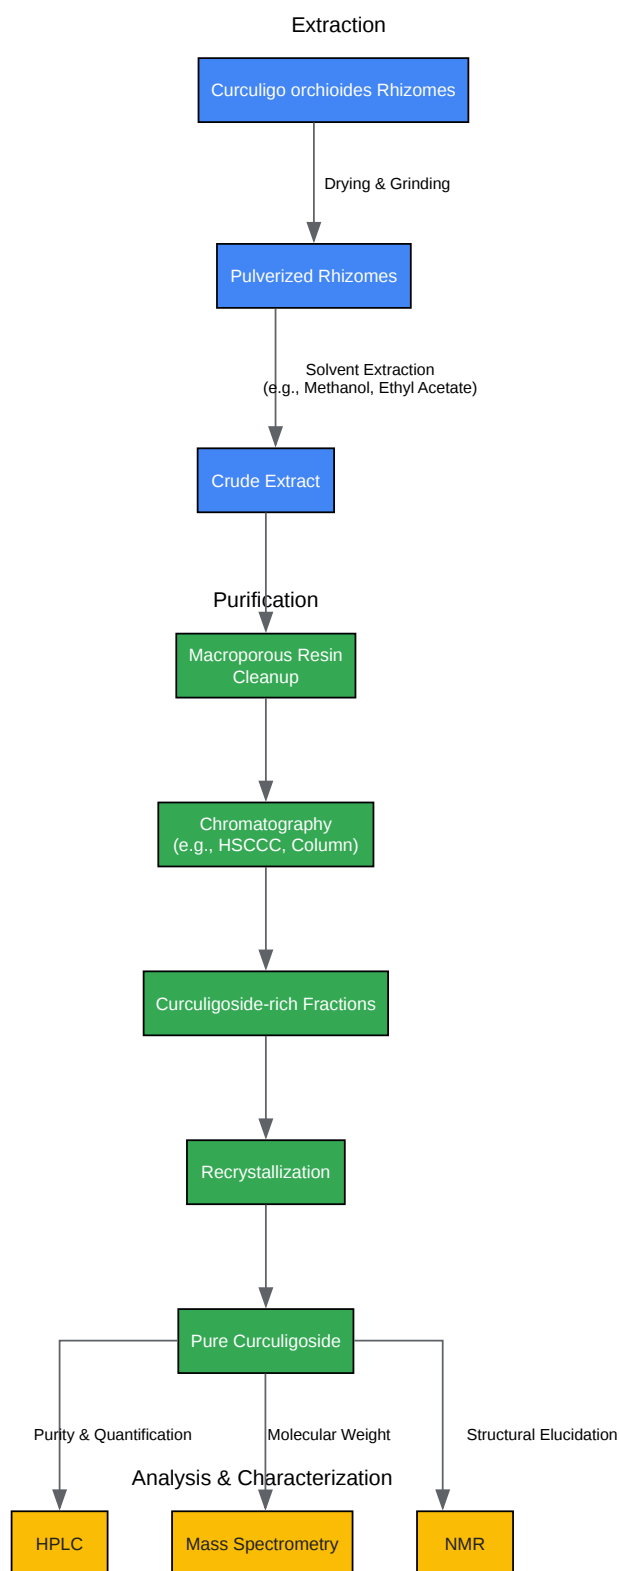 Extraction
Curculigo orchioides Rhizomes
Drying & Grinding
Pulverized Rhizomes
Solvent Extraction
(e.g., Methanol, Ethyl Acetate)
Crude Extract
Purification
Macroporous Resin
Cleanup
Chromatography
(e.g., HSCCC, Column)
Curculigoside-rich Fractions
Recrystallization
Pure Curculigoside
Purity & Quantification
Molecular Weight
Structural Elucidation
Analysis & Characterization
HPLC
Mass Spectrometry
NMR